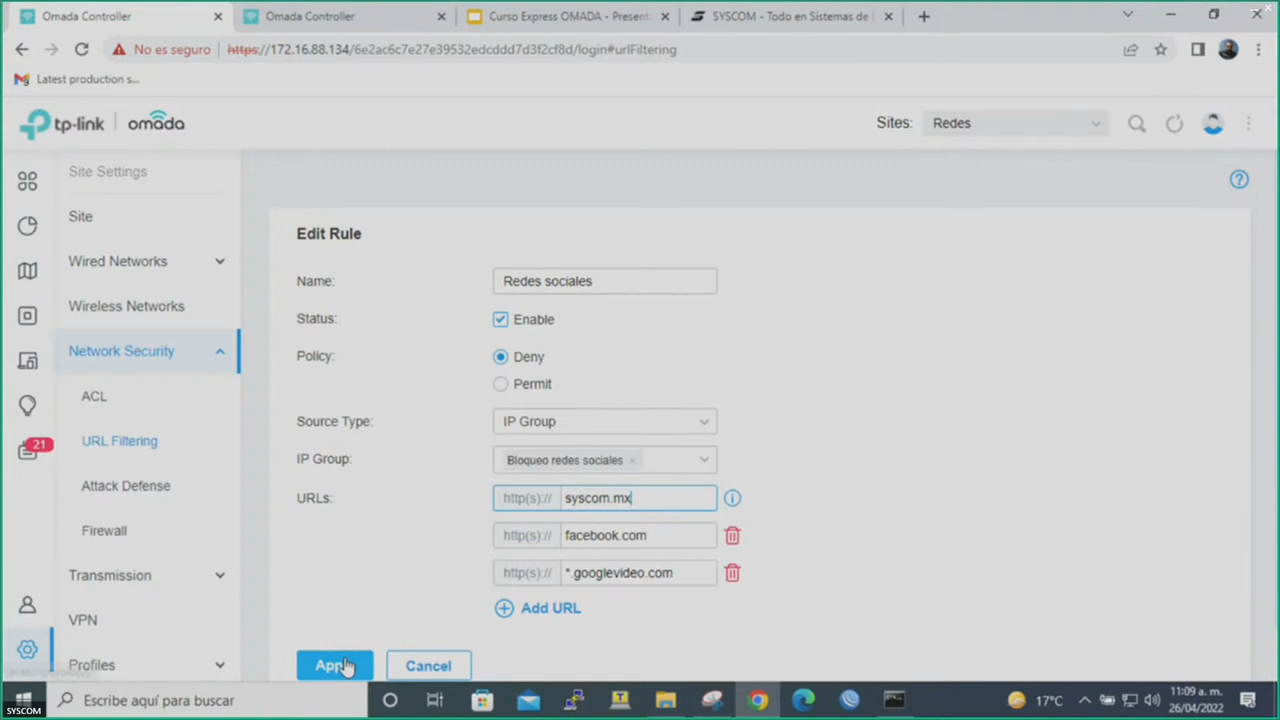 Omada Controller
Omada Controller
Curso Express OMADA - Present
SYSCOM - Todo en Sistemas de
No es seguro
https://172.16.88.134/6e2ac6c7e27e39532edcddd7d3f2cf8d/login#urlFiltering
Latest production s...
tp-link | omada
Sites: Redes
Site Settings
Site
Wired Networks
Wireless Networks
Network Security
ACL
URL Filtering
Attack Defense
Firewall
Transmission
VPN
Profiles
21
Edit Rule
Name: Redes sociales
Status: Enable
Policy: Deny
Permit
Source Type: IP Group
IP Group: Bloqueo redes sociales
URLs: http(s):// syscom.mx
http(s):// facebook.com
http(s):// *.googlevideo.com
Add URL
Apply
Cancel
Escribe aquí para buscar
17°C
11:09 a. m.
26/04/2022
SYSCOM